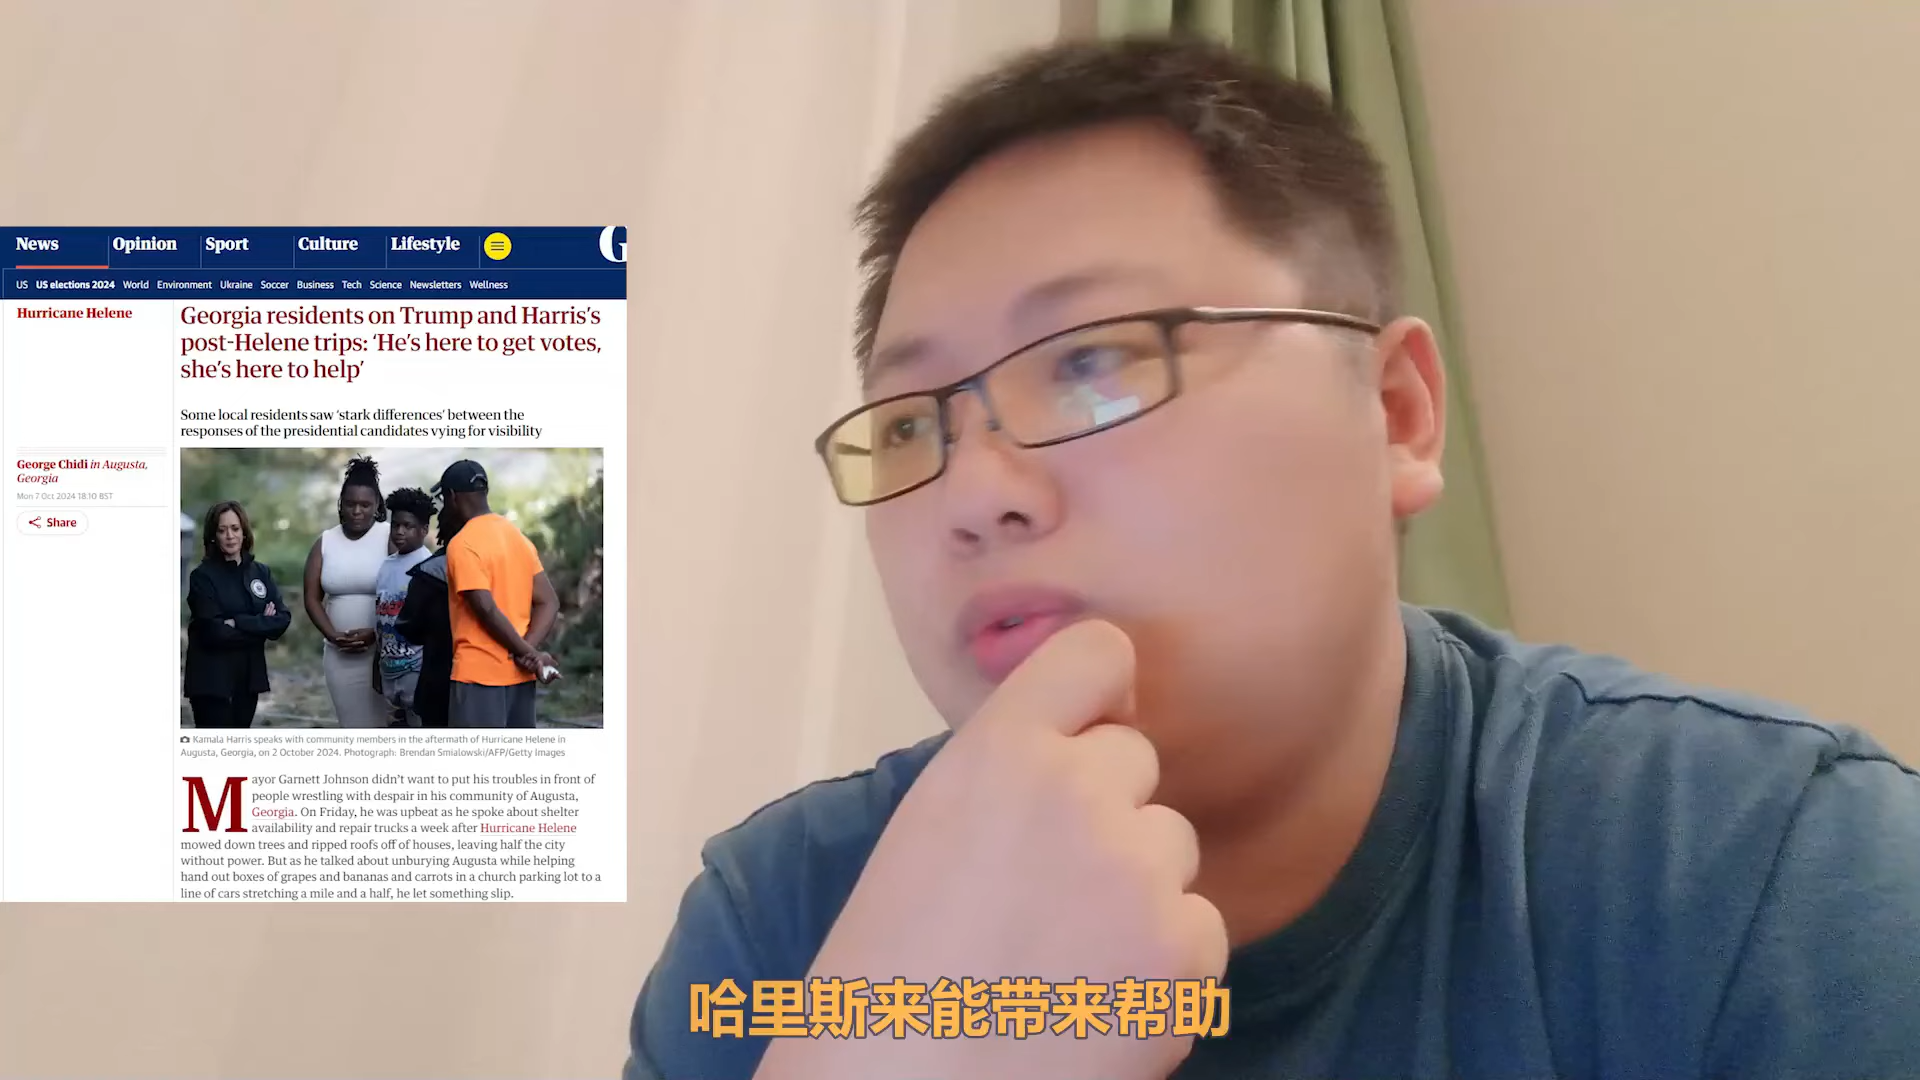 News Opinion Sport Culture Lifestyle
G
US US elections 2024 World Environment Ukraine Soccer Business Tech Science Newsletters Wellness
Hurricane Helene
Georgia residents on Trump and Harris's
post-Helene trips: ‘He's here to get votes,
she's here to help’
Some local residents saw ‘stark differences’ between the
responses of the presidential candidates vying for visibility
George Chidi in Augusta,
Georgia
Mon 7 Oct 2024 18.10 BST
Share
Kamala Harris speaks with community members in the aftermath of Hurricane Helene in
Augusta, Georgia, on 2 October 2024. Photograph: Brendan Smialowski/AFP/Getty Images
Mayor Garnett Johnson didn't want to put his troubles in front of
people wrestling with despair in his community of Augusta,
Georgia. On Friday, he was upbeat as he spoke about shelter
availability and repair trucks a week after Hurricane Helene
mowed down trees and ripped roofs off of houses, leaving half the city
without power. But as he talked about unburying Augusta while helping
hand out boxes of grapes and bananas and carrots in a church parking lot to a
line of cars stretching a mile and a half, he let something slip.
哈里斯来能带来帮助